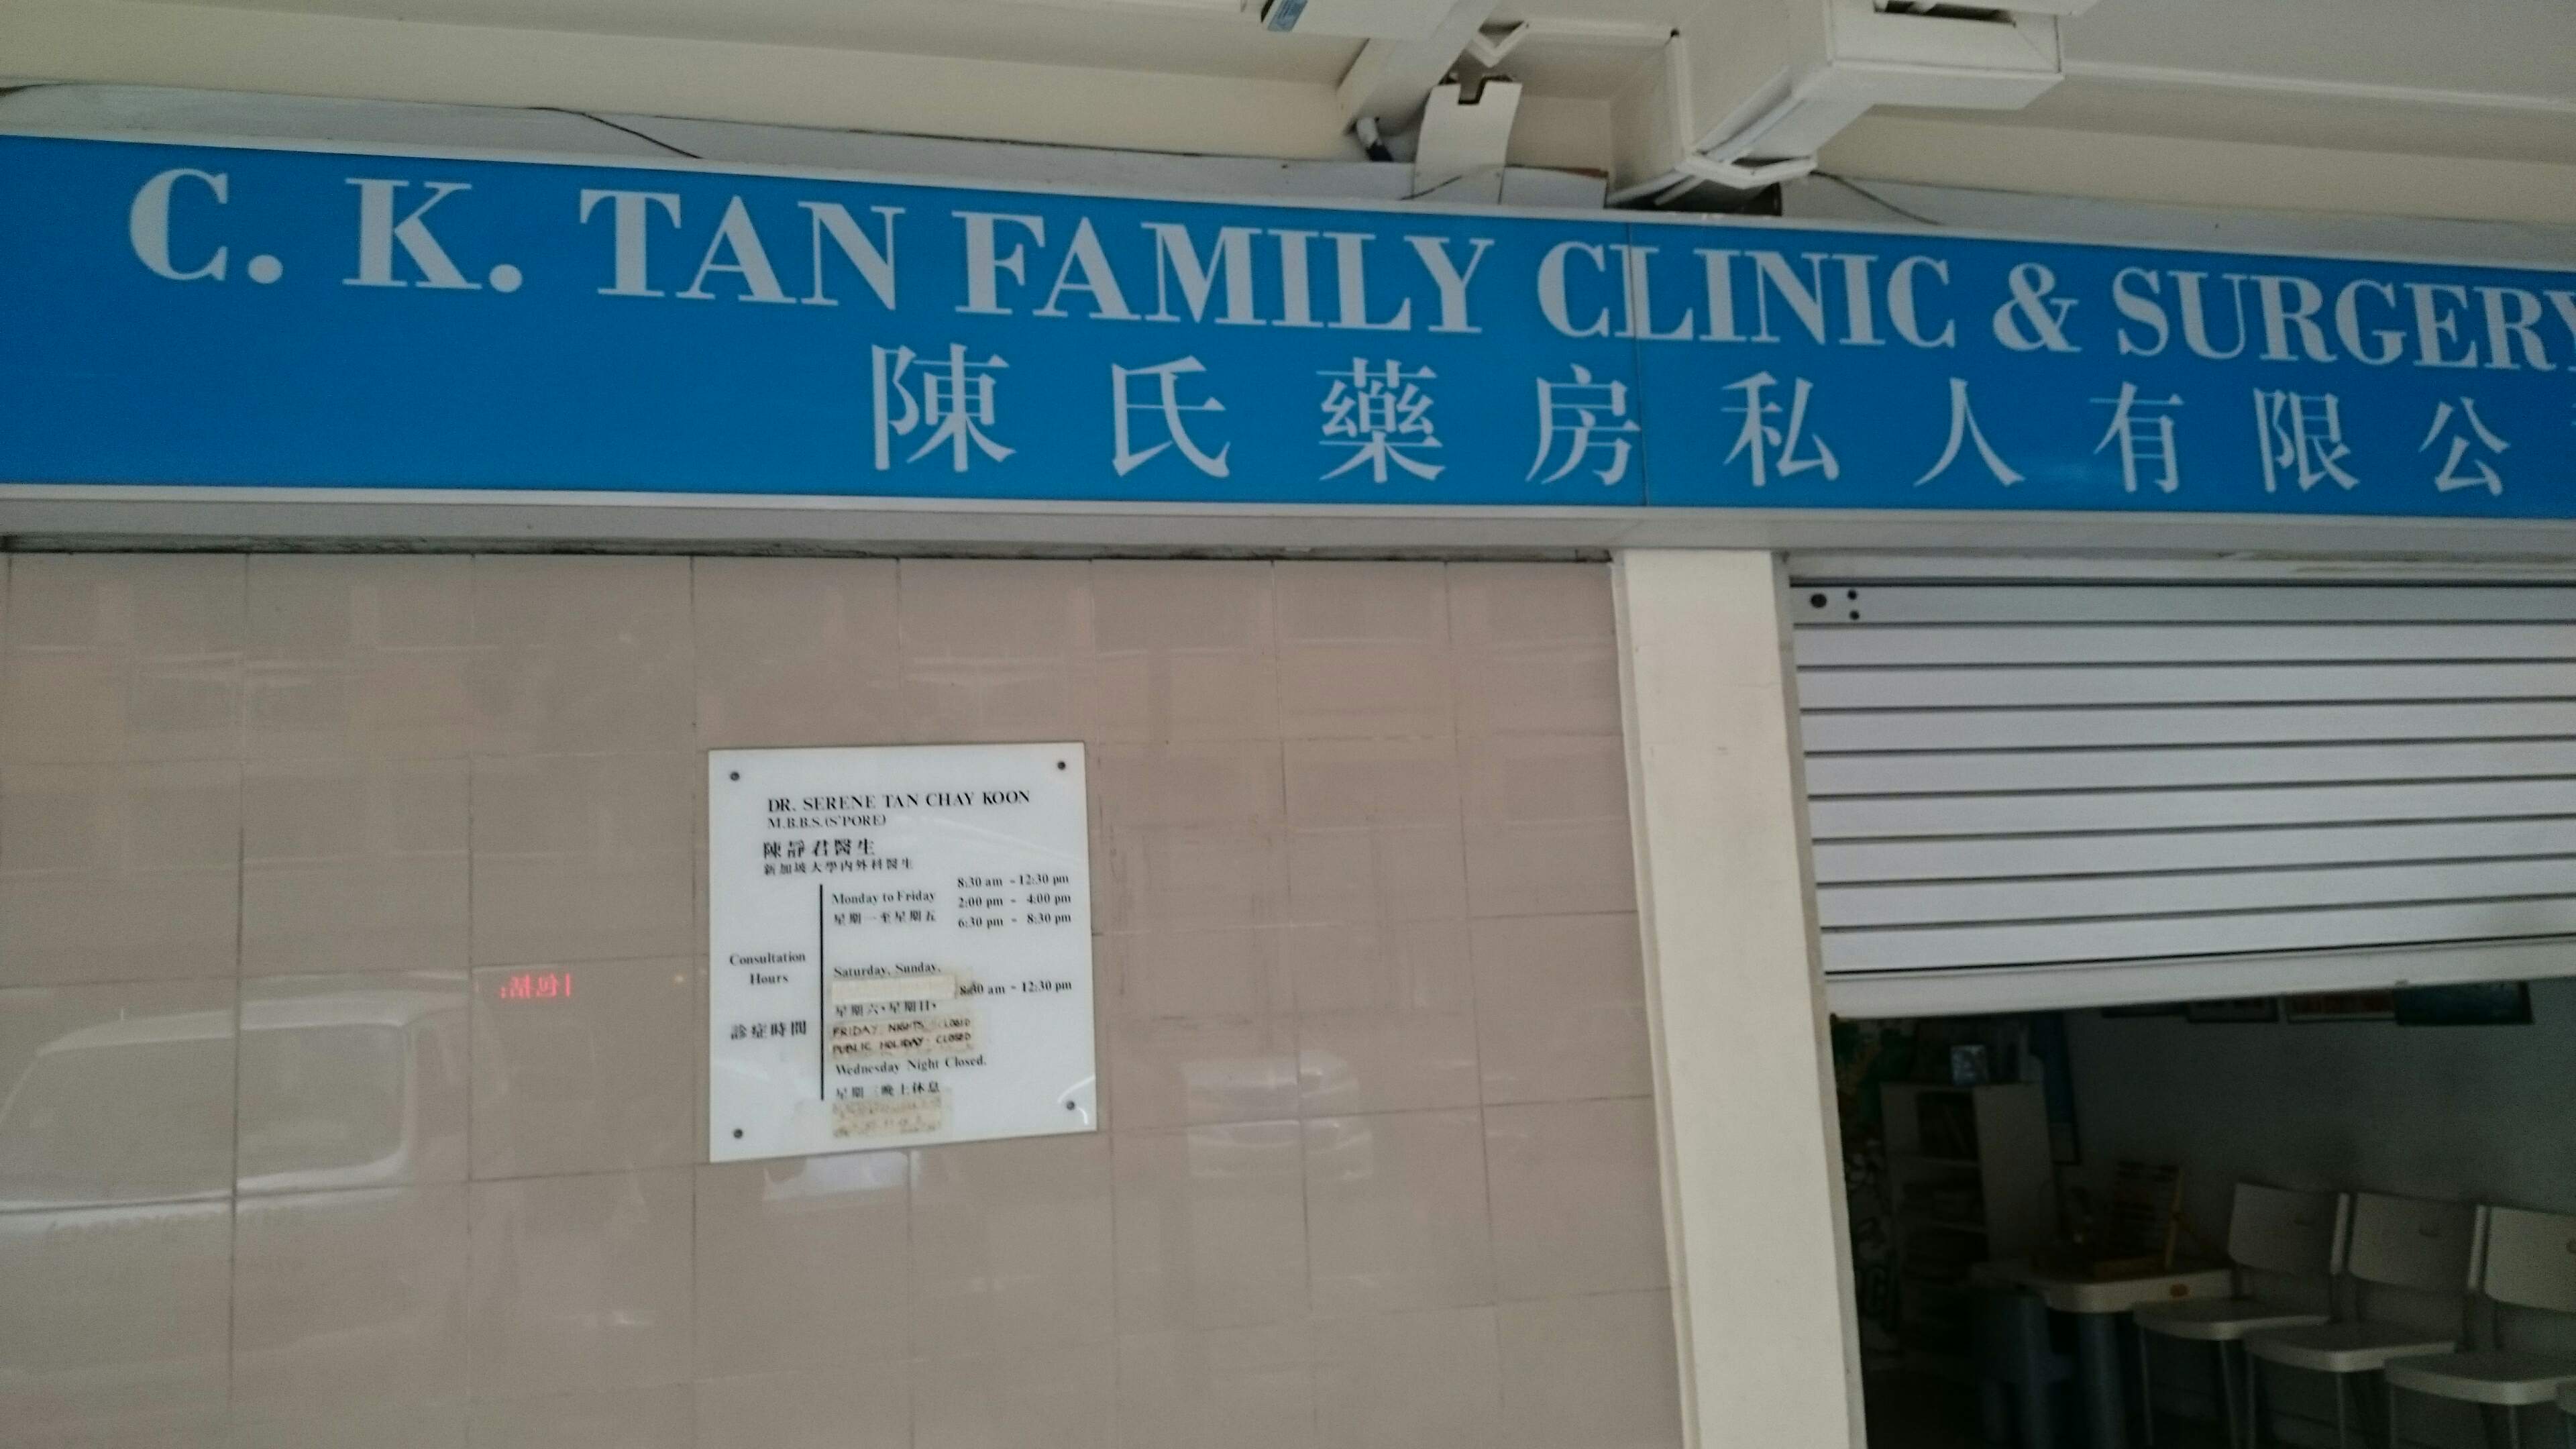 C. K. TAN FAMILY CLINIC & SURGERY
陳氏藥房私人有限公
DR. SERENE TAN CHAY KOON
M.B.B.S.(S'PORE)
陳靜君醫生
新加坡大學內外科醫生
Consultation Hours
診症時間
Monday to Friday
星期一至星期五
8:30 am - 12:30 pm
2:00 pm - 4:00 pm
6:30 pm - 8:30 pm
Saturday, Sunday,
星期六,星期日,
8:30 am - 12:30 pm
FRIDAY NIGHTS CLOSED
PUBLIC HOLIDAY CLOSED
Wednesday Night Closed.
星期三晚上休息